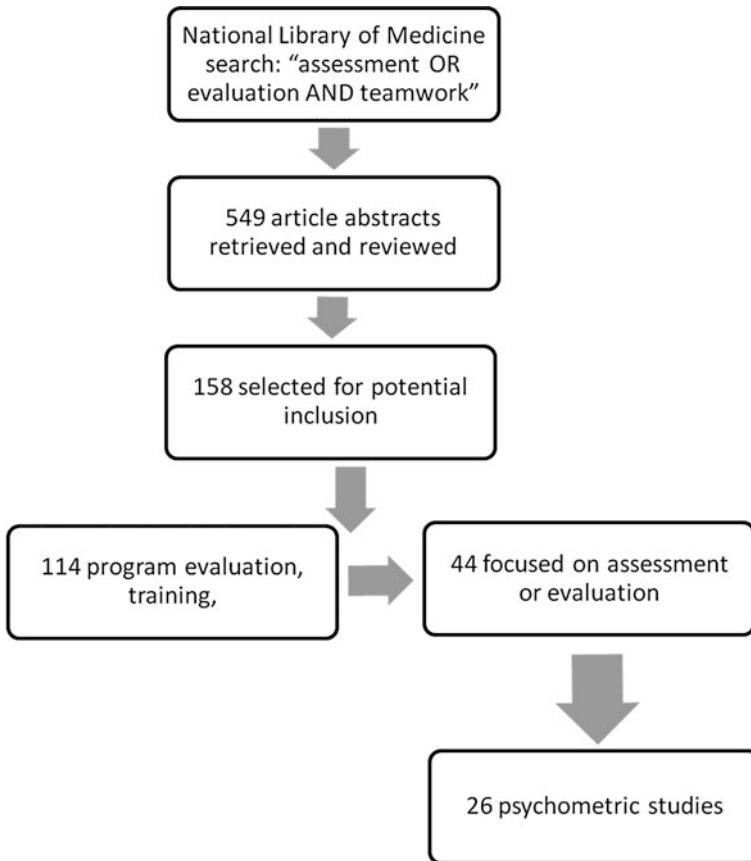 National Library of Medicine
search: “assessment OR
evaluation AND teamwork”
549 article abstracts
retrieved and reviewed
158 selected for potential
inclusion
114 program evaluation,
training,
44 focused on assessment
or evaluation
26 psychometric studies